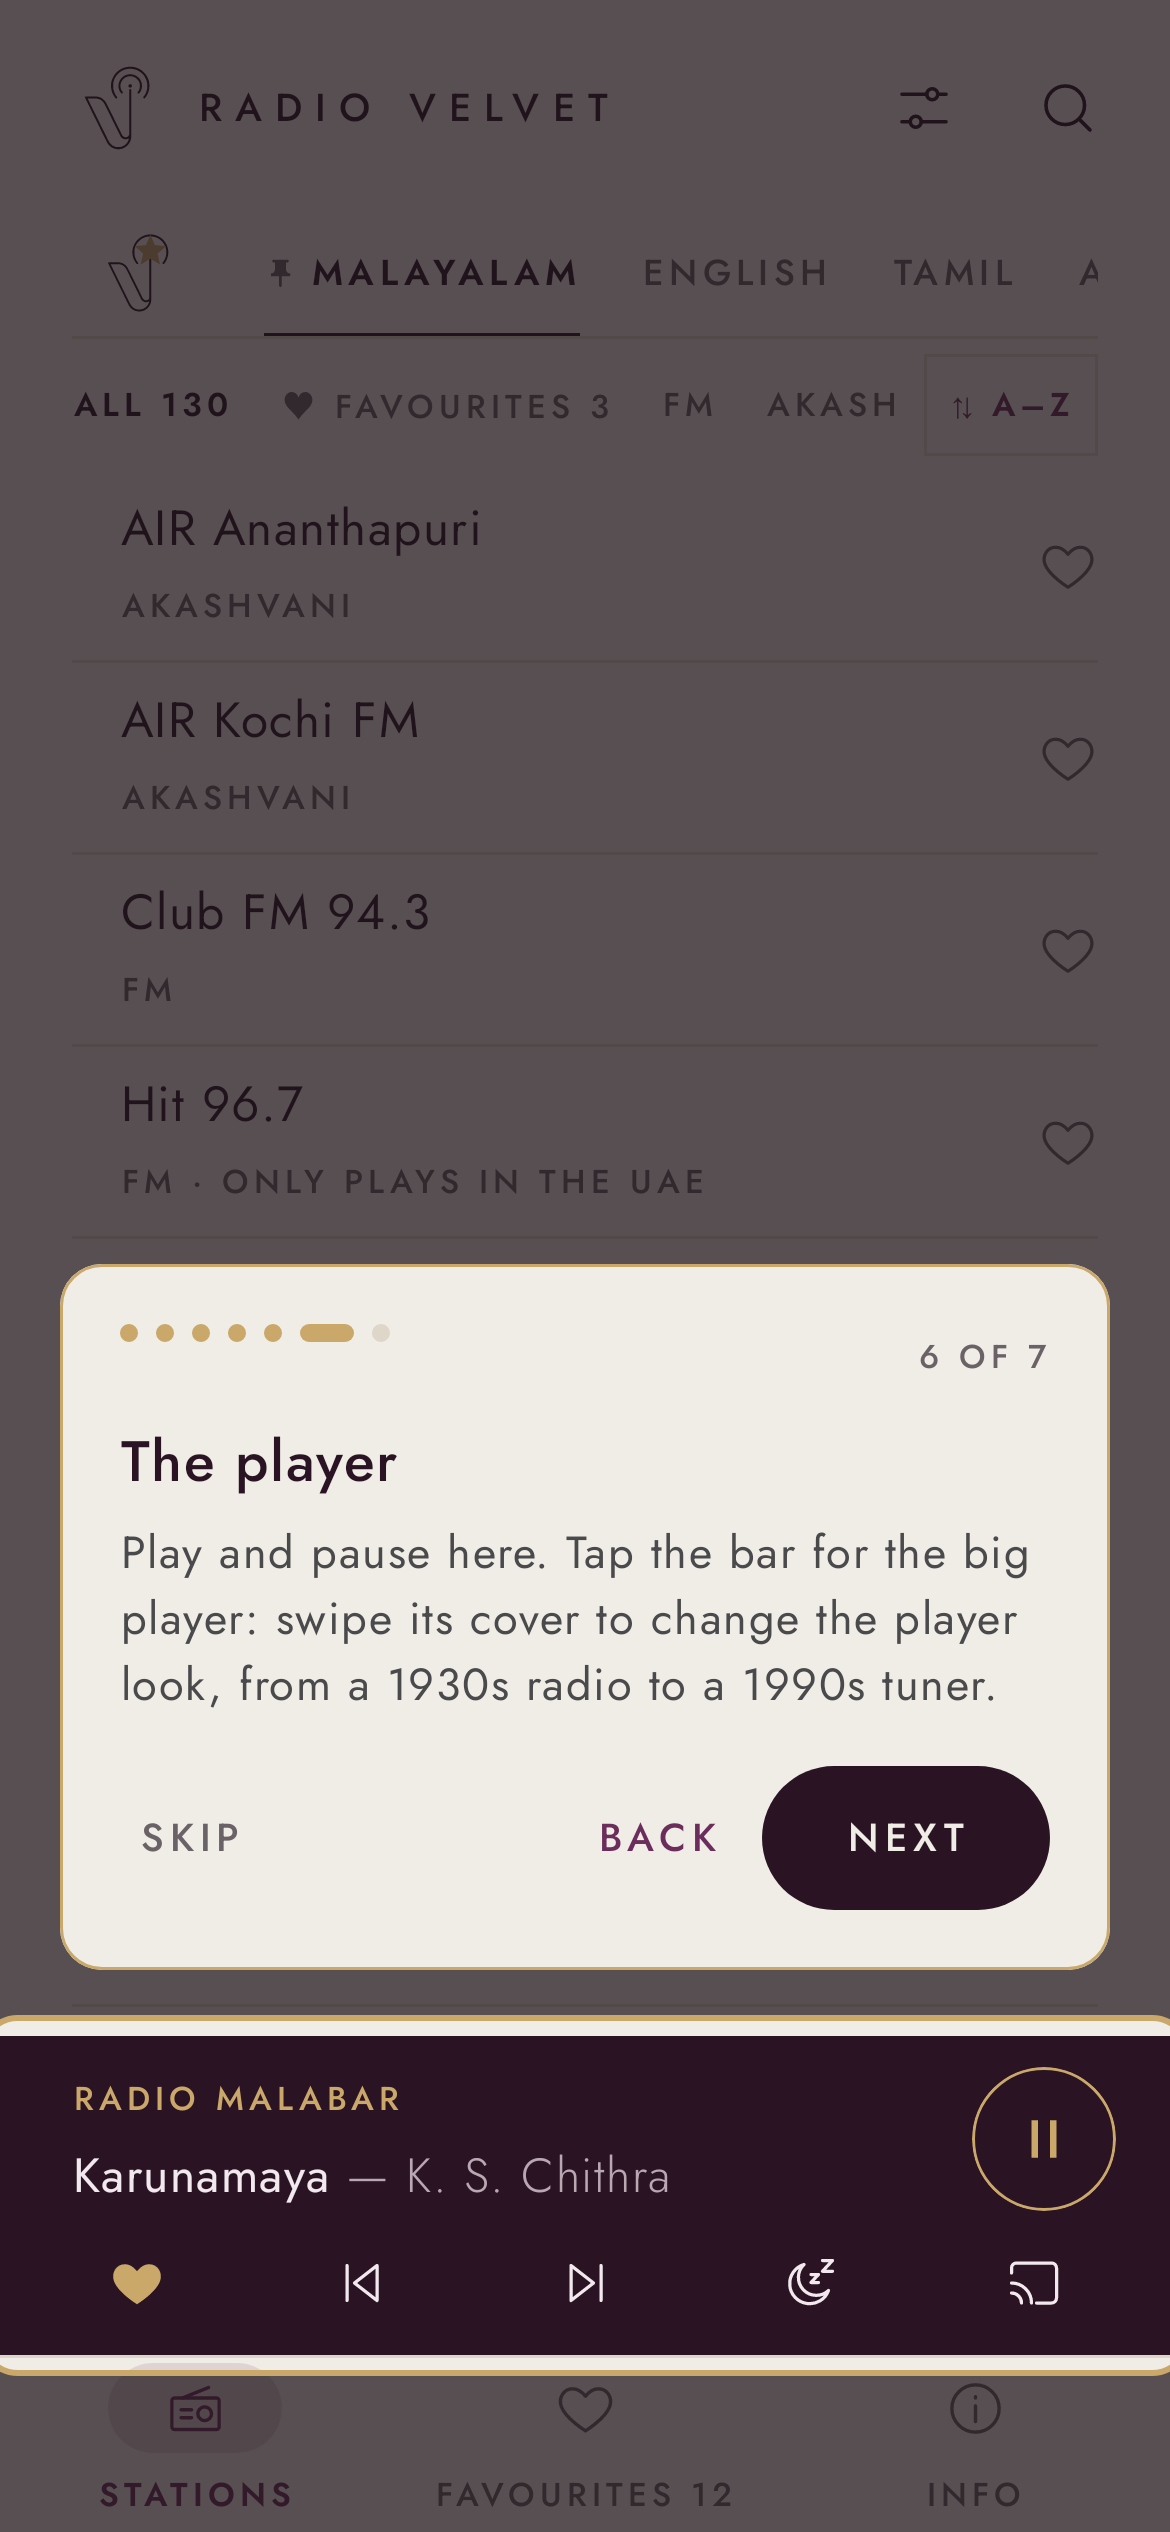 RADIO VELVET
MALAYALAM ENGLISH TAMIL
ALL 130 FAVOURITES 3 FM AKASH A–Z
AIR Ananthapuri
AKASHVANI
AIR Kochi FM
AKASHVANI
Club FM 94.3
FM
Hit 96.7
FM · ONLY PLAYS IN THE UAE
6 OF 7
The player
Play and pause here. Tap the bar for the big
player: swipe its cover to change the player
look, from a 1930s radio to a 1990s tuner.
SKIP BACK NEXT
RADIO MALABAR
Karunamaya — K. S. Chithra
STATIONS FAVOURITES 12 INFO